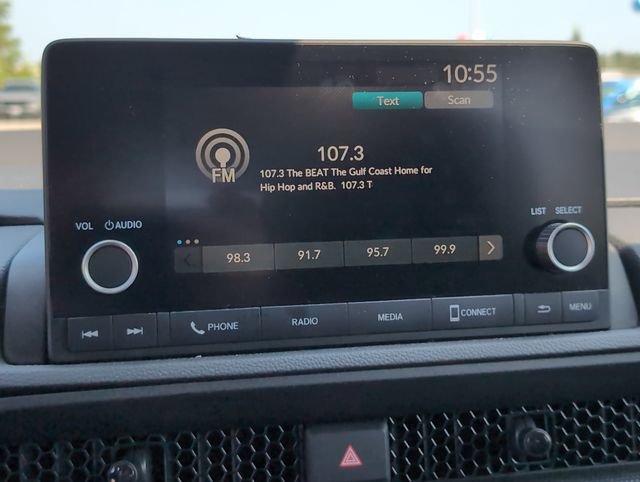 10:55
Text Scan
107.3
FM
107.3 The BEAT The Gulf Coast Home for
Hip Hop and R&B. 107.3 T
VOL AUDIO
LIST SELECT
98.3 91.7 95.7 99.9
PHONE RADIO MEDIA CONNECT MENU